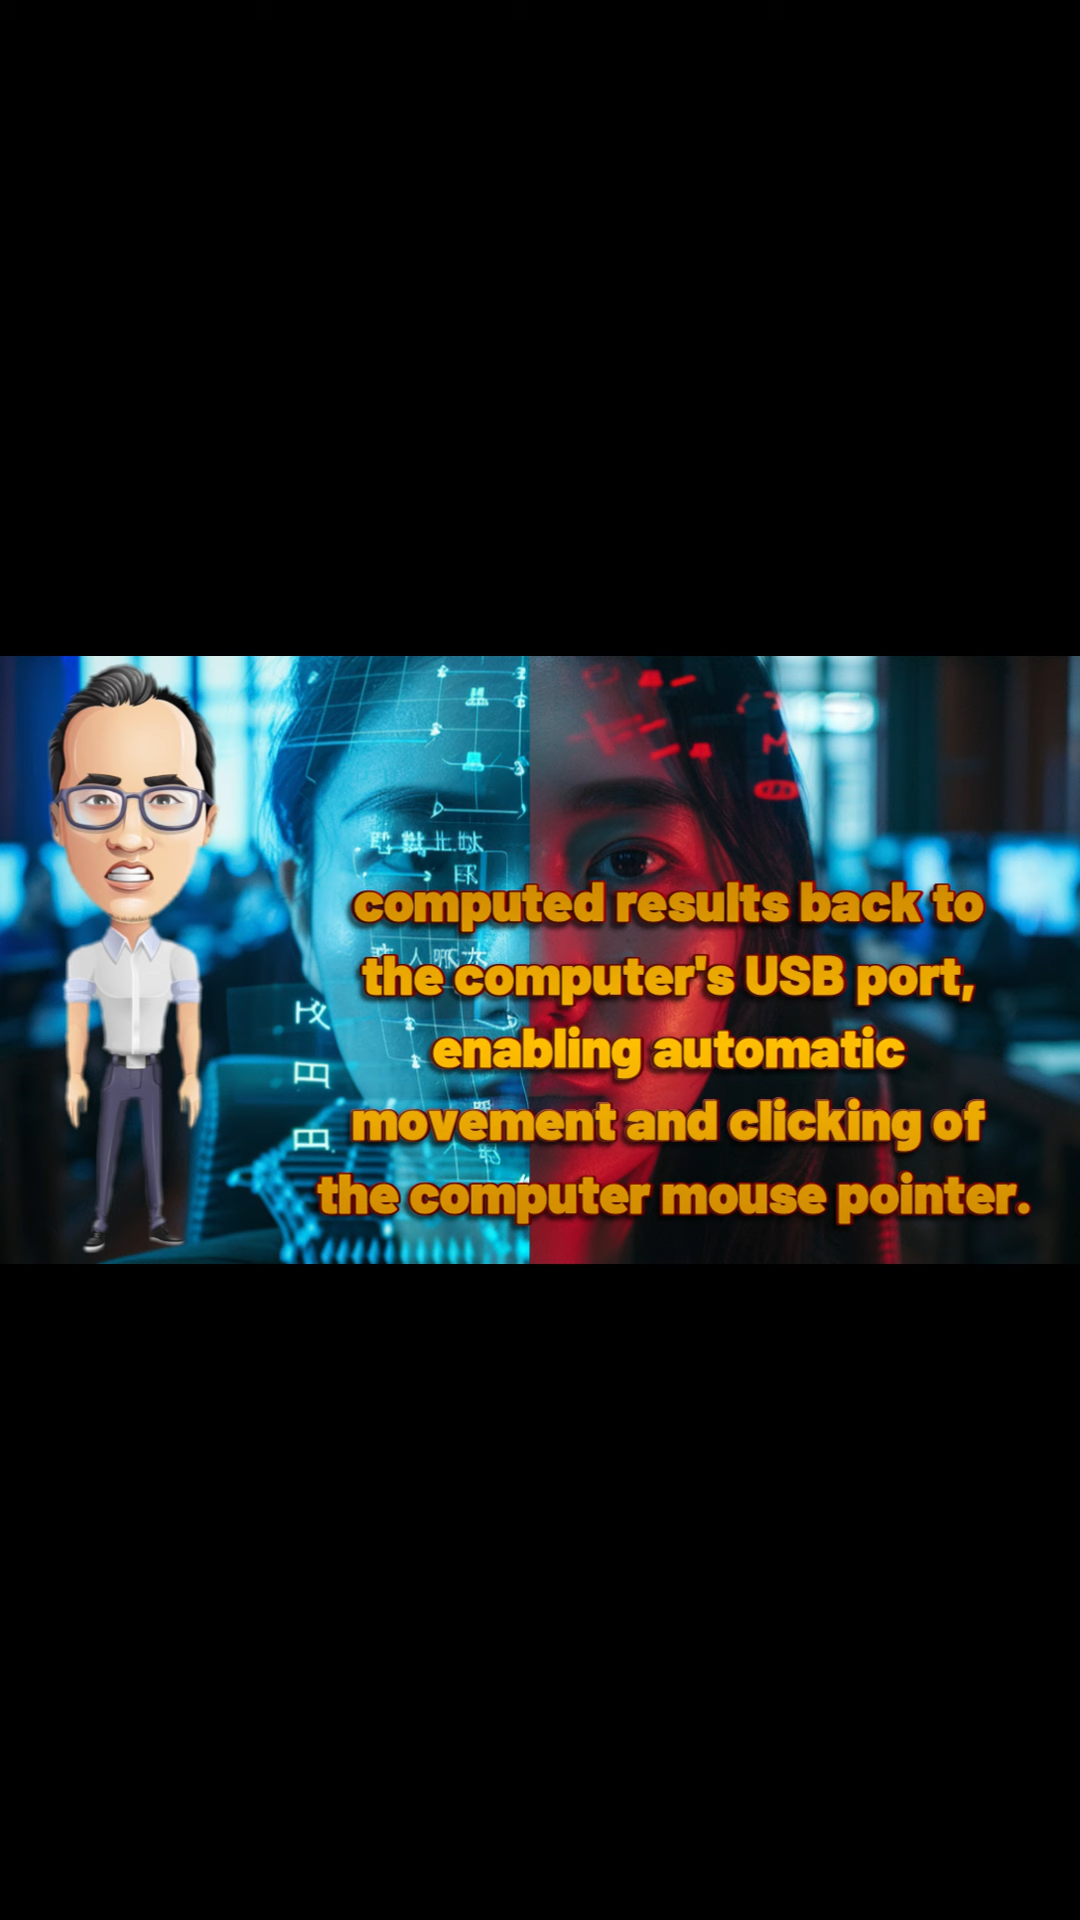 computed results back to
the computer's USB port,
enabling automatic
movement and clicking of
the computer mouse pointer.